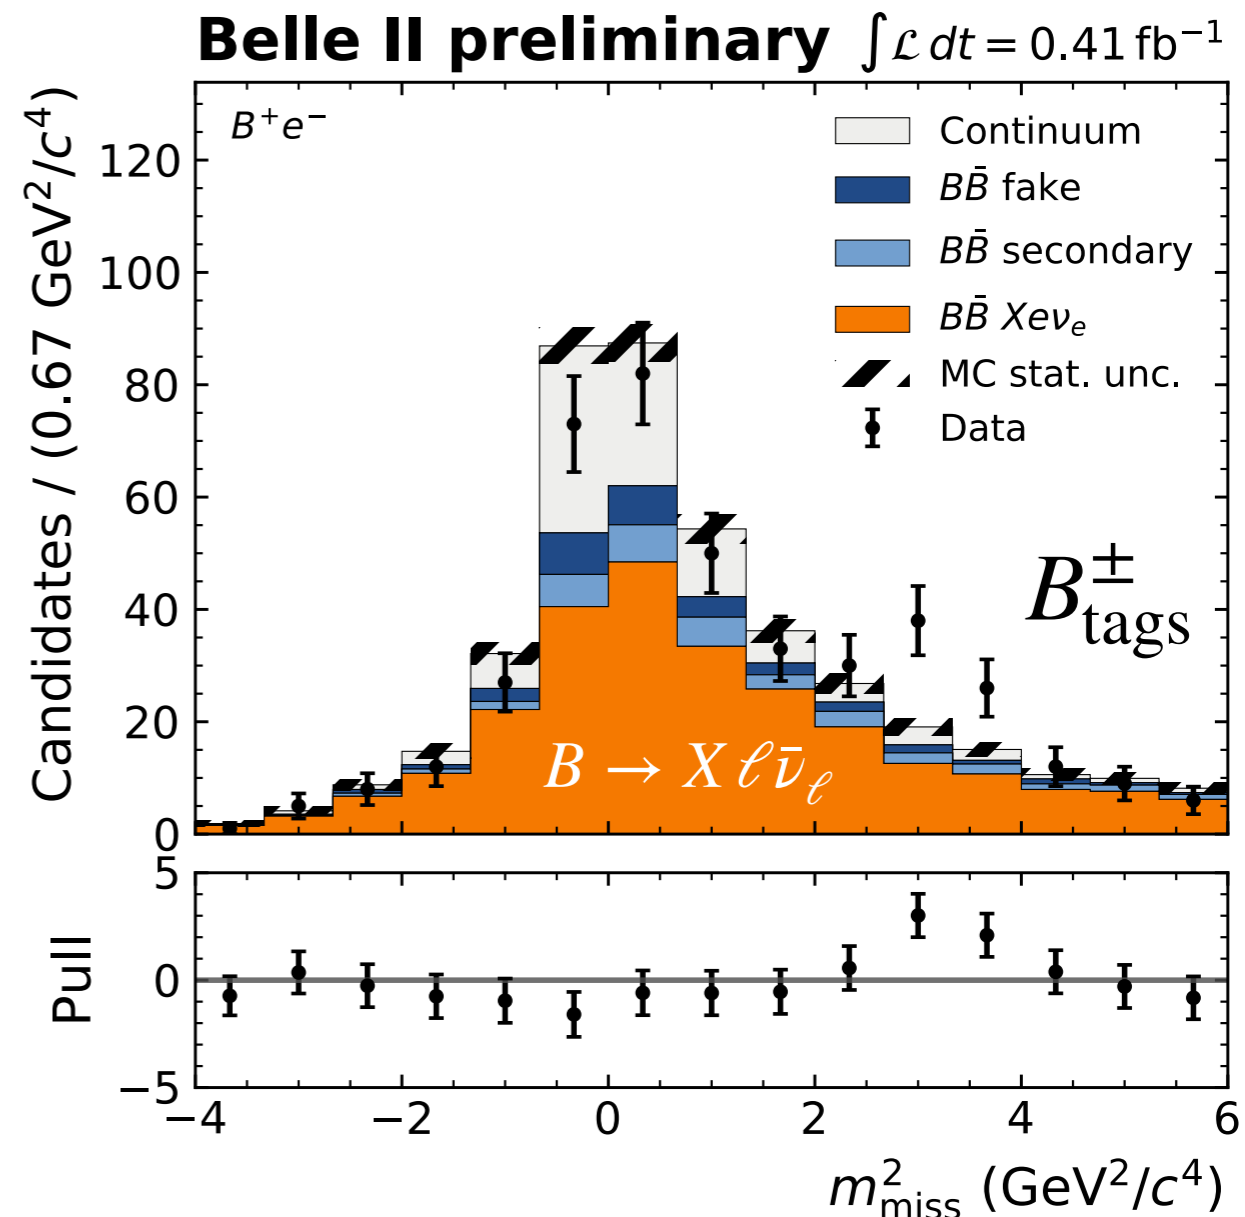 Belle II preliminary ∫ℒ dt = 0.41 fb⁻¹
B⁺e⁻
Continuum
BB̄ fake
BB̄ secondary
BB̄ Xeνₑ
MC stat. unc.
Data
Candidates / (0.67 GeV²/c⁴)
120
100
80
60
40
20
0
B±tags
B → X ℓ ν̄ℓ
Pull
5
0
−5
−4 −2 0 2 4 6
m²miss (GeV²/c⁴)